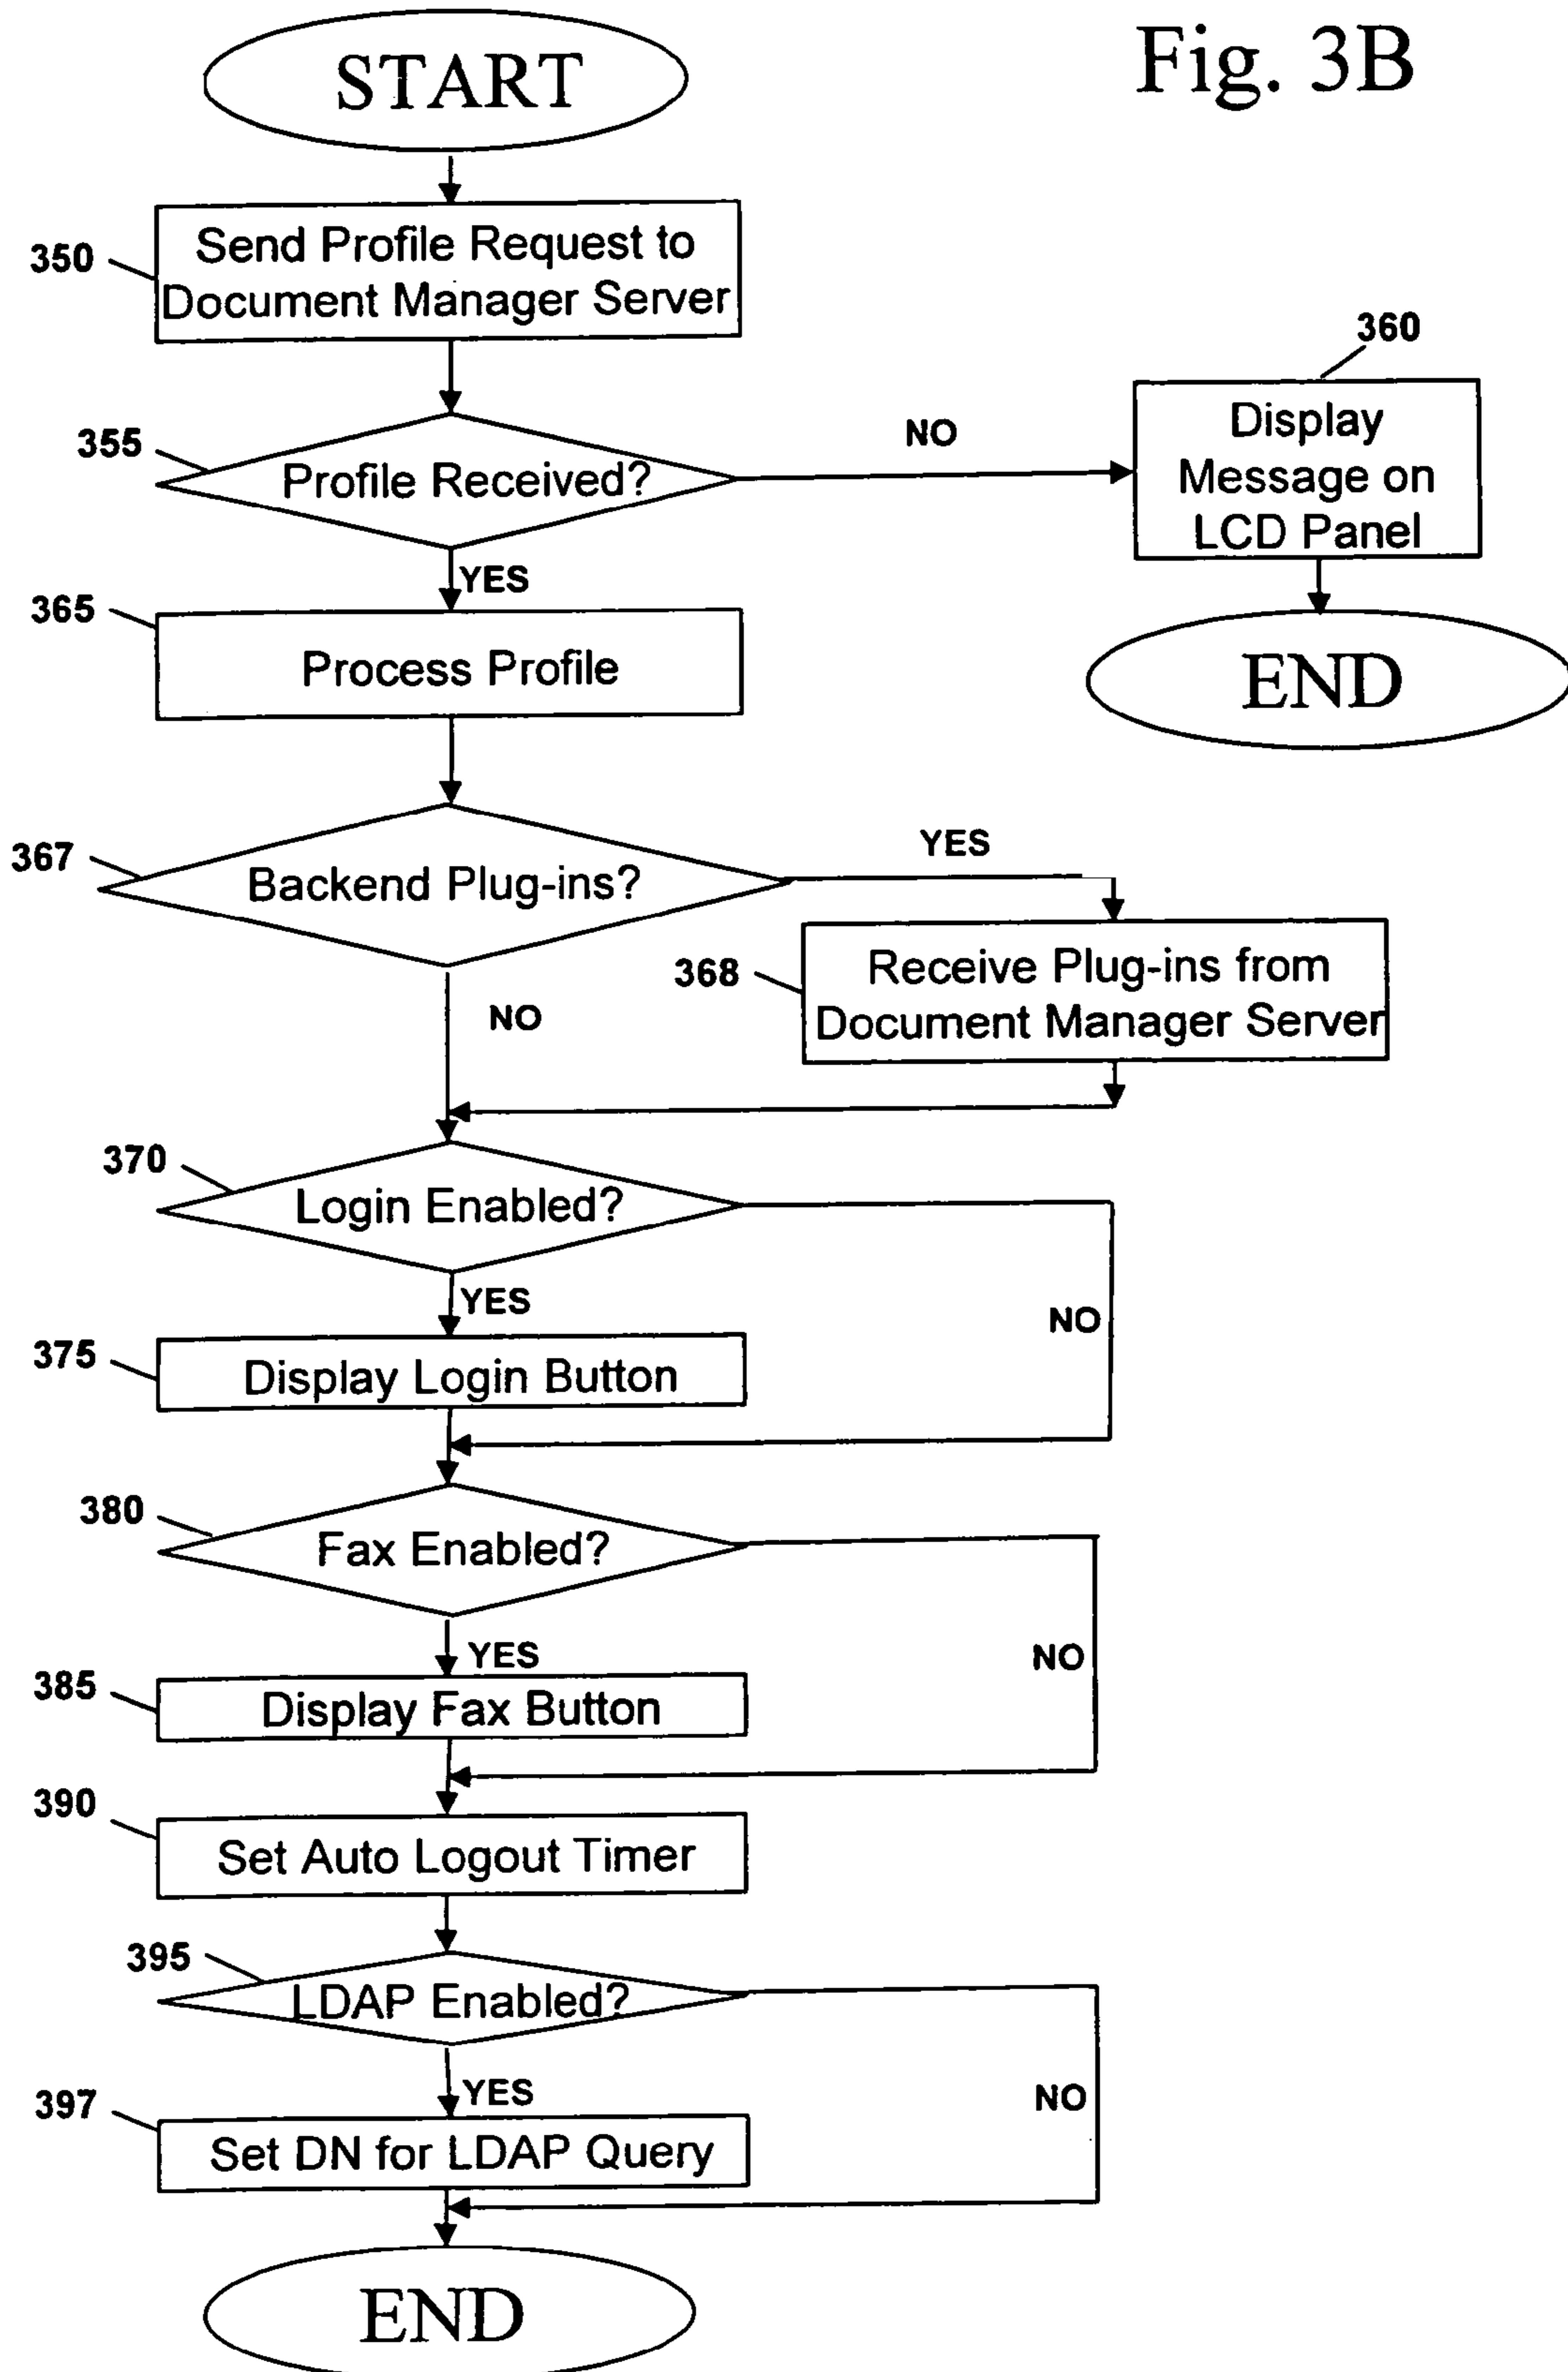 Fig. 3B
START
350
Send Profile Request to
Document Manager Server
360
355
Profile Received?
NO
Display
Message on
LCD Panel
YES
365
Process Profile
END
367
Backend Plug-ins?
YES
368
Receive Plug-ins from
Document Manager Server
NO
370
Login Enabled?
YES
NO
375
Display Login Button
380
Fax Enabled?
YES
NO
385
Display Fax Button
390
Set Auto Logout Timer
395
LDAP Enabled?
YES
NO
397
Set DN for LDAP Query
END